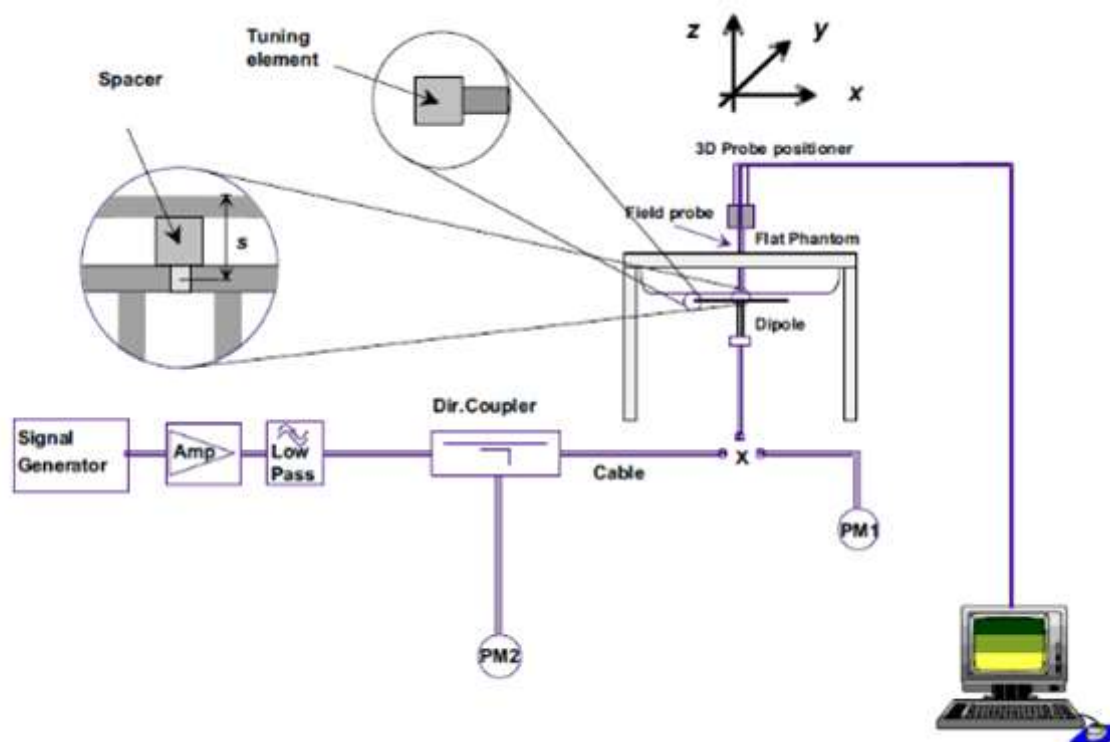 Tuning
element
Spacer
z
y
x
3D Probe positioner
Field probe
Flat Phantom
s
Dipole
Dir.Coupler
Signal
Generator
Amp
Low
Pass
Cable
X
PM1
PM2